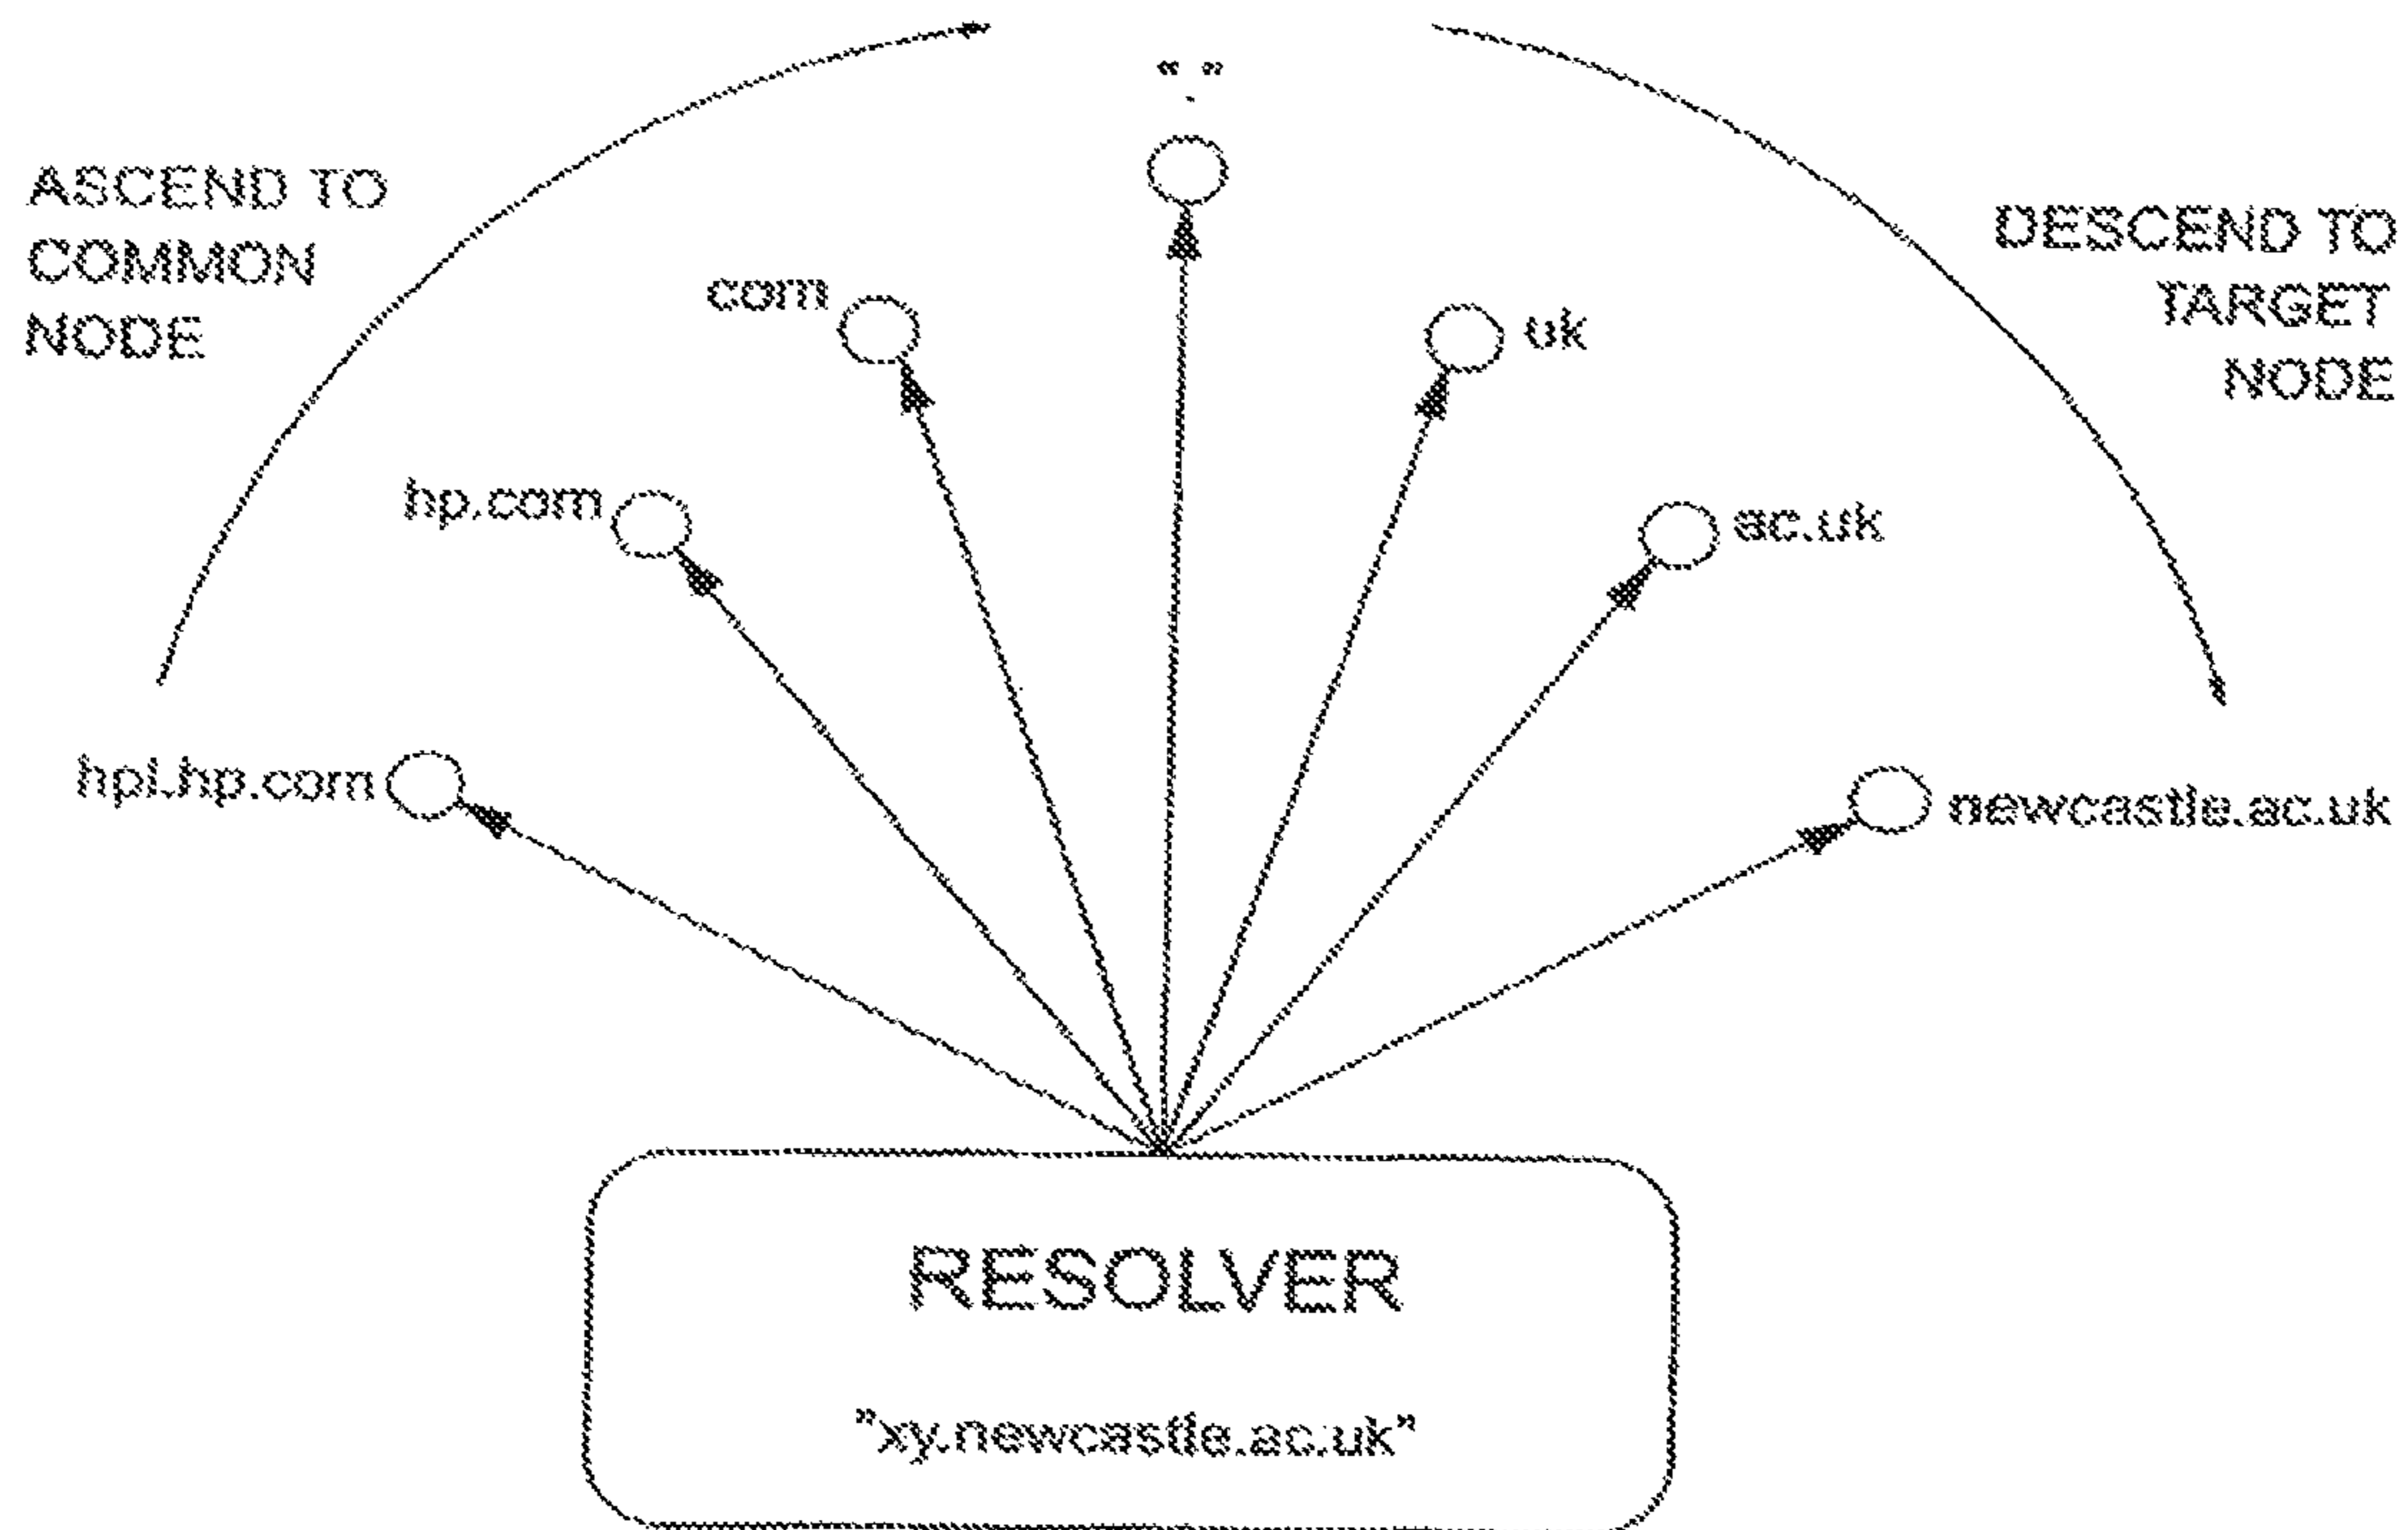 "."
ASCEND TO
COMMON
NODE
DESCEND TO
TARGET
NODE
com
uk
hp.com
ac.uk
hpl.hp.com
newcastle.ac.uk
RESOLVER
"xy.newcastle.ac.uk"